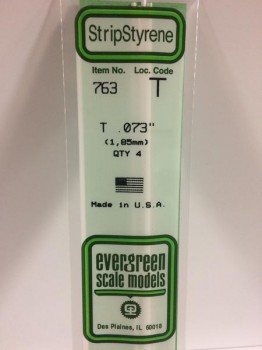 StripStyrene
Item No. Loc. Code
763 T
T .073"
(1,85mm)
QTY 4
Made in U.S.A.
evergreen
scale models
Des Plaines, IL 60018